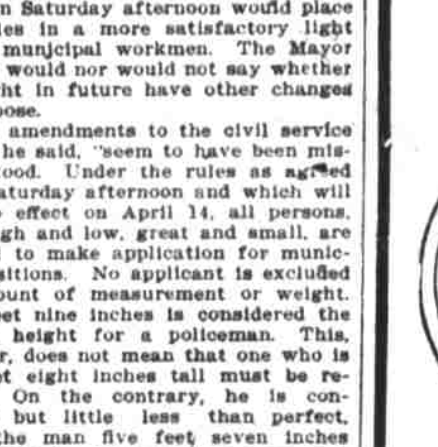 n Saturday afternoon would place
les in a more satisfactory light
municipal workmen. The Mayor
would nor would not say whether
ht in future have other changes
pose.
amendments to the civil service
he said, "seem to have been mis-
ood. Under the rules as agreed
aturday afternoon and which will
effect on April 14, all persons,
gh and low, great and small, are
to make application for munic-
sitions. No applicant is excluded
ount of measurement or weight.
et nine inches is considered the
height for a policeman. This,
r, does not mean that one who is
t eight inches tall must be re-
On the contrary, he is con-
but little less than perfect,
the man five feet, seven inches